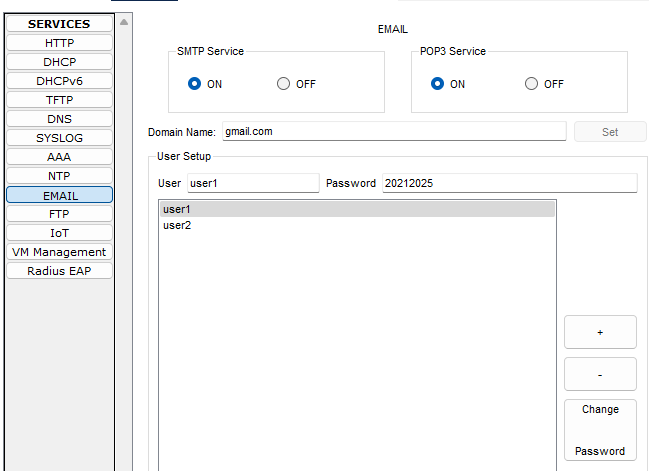 SERVICES
HTTP
DHCP
DHCPv6
TFTP
DNS
SYSLOG
AAA
NTP
EMAIL
FTP
IoT
VM Management
Radius EAP
EMAIL
SMTP Service
ON OFF
POP3 Service
ON OFF
Domain Name: gmail.com Set
User Setup
User user1 Password 20212025
user1
user2
+
-
Change
Password